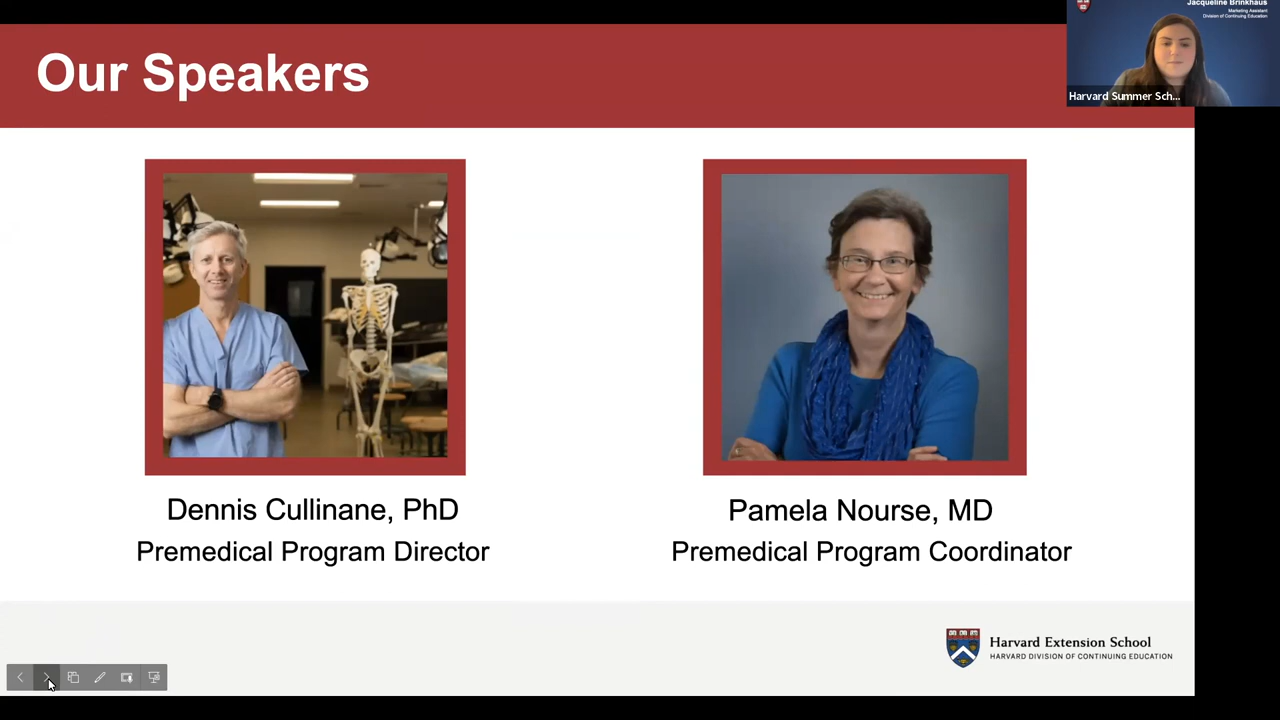 Our Speakers
Jacqueline Brinkhaus
Marketing Assistant
Division of Continuing Education
Harvard Summer Sch...
Dennis Cullinane, PhD
Premedical Program Director
Pamela Nourse, MD
Premedical Program Coordinator
Harvard Extension School
HARVARD DIVISION OF CONTINUING EDUCATION